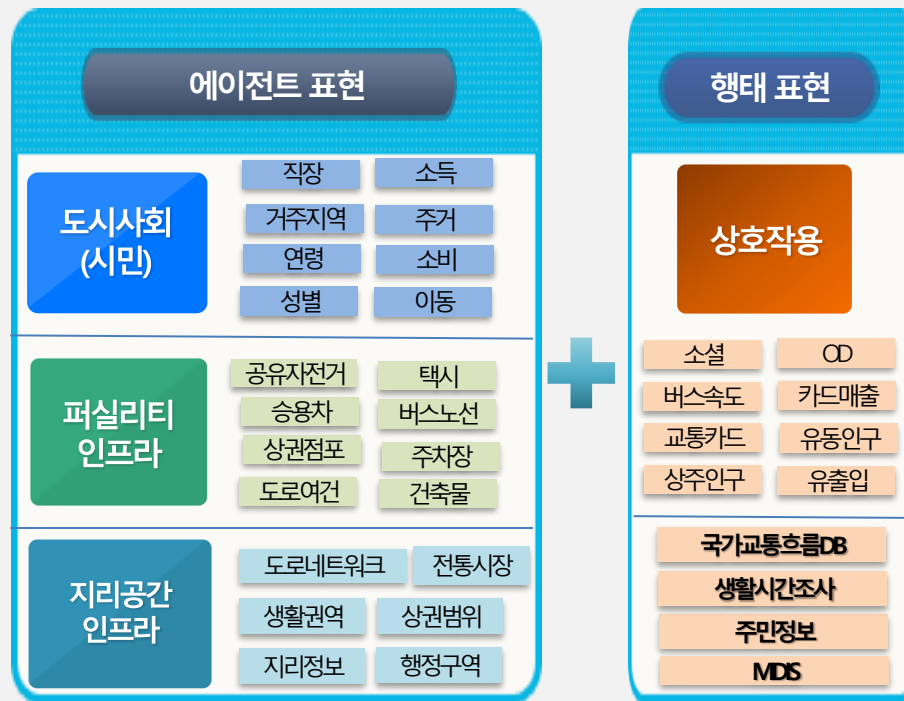 에이전트 표현
도시사회
(시민)
직장
소득
거주지역
주거
연령
소비
성별
이동
퍼실리티
인프라
공유자전거
택시
승용차
버스노선
상권점포
주차장
도로여건
건축물
지리공간
인프라
도로네트워크
전통시장
생활권역
상권범위
지리정보
행정구역
행태 표현
상호작용
소셜
OD
버스속도
카드매출
교통카드
유동인구
상주인구
유출입
국가교통흐름DB
생활시간조사
주민정보
MDIS